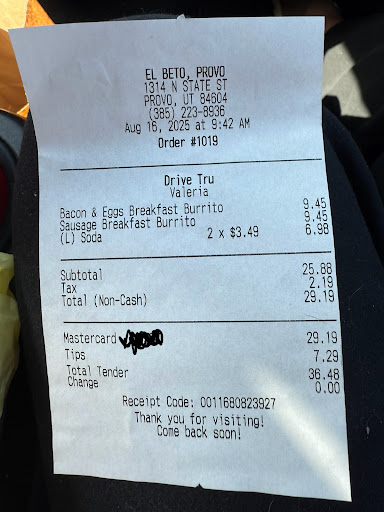 EL BETO, PROVO
1314 N STATE ST
PROVO, UT 84604
(385) 223-8936
Aug 16, 2025 at 9:42 AM
Order #1019
Drive Tru
Valeria
Bacon & Eggs Breakfast Burrito 9.45
Sausage Breakfast Burrito 9.45
(L) Soda 2 x $3.49 6.98
Subtotal 25.88
Tax 2.19
Total (Non-Cash) 29.19
Mastercard 29.19
Tips 7.29
Total Tender 36.48
Change 0.00
Receipt Code: 0011680823927
Thank you for visiting!
Come back soon!